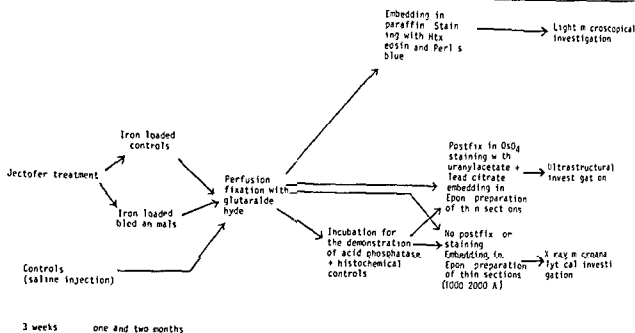 Embedding in
paraffin Stain
ing with Htx
eosin and Perl s
blue
Light m croscopical
investigation
Iron loaded
controls
Jectofer treatment
Iron loaded
bled an mals
Controls
(saline injection)
Perfusion
fixation with
glutaralde
hyde
Postfix in OsO4
staining w th
uranylacetate +
lead citrate
embedding in
Epon preparation
of th n sect ons
Ultrastructural
invest gat on
Incubation for
the demonstration
of acid phosphatase
+ histochemical
controls
No postfix or
staining
Embedding in.
Epon preparation
of thin sections
(1000 2000 A)
X ray m croana
lyt cal investi
gation
3 weeks one and two months